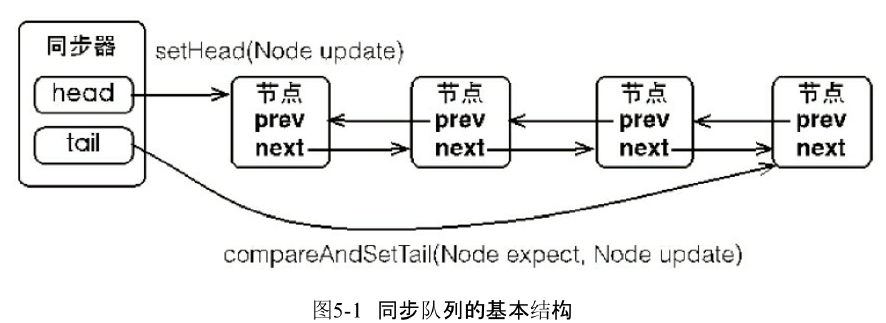 同步器
setHead(Node update)
head
tail
节点
prev
next
节点
prev
next
节点
prev
next
节点
prev
next
compareAndSetTail(Node expect, Node update)
图5-1 同步队列的基本结构